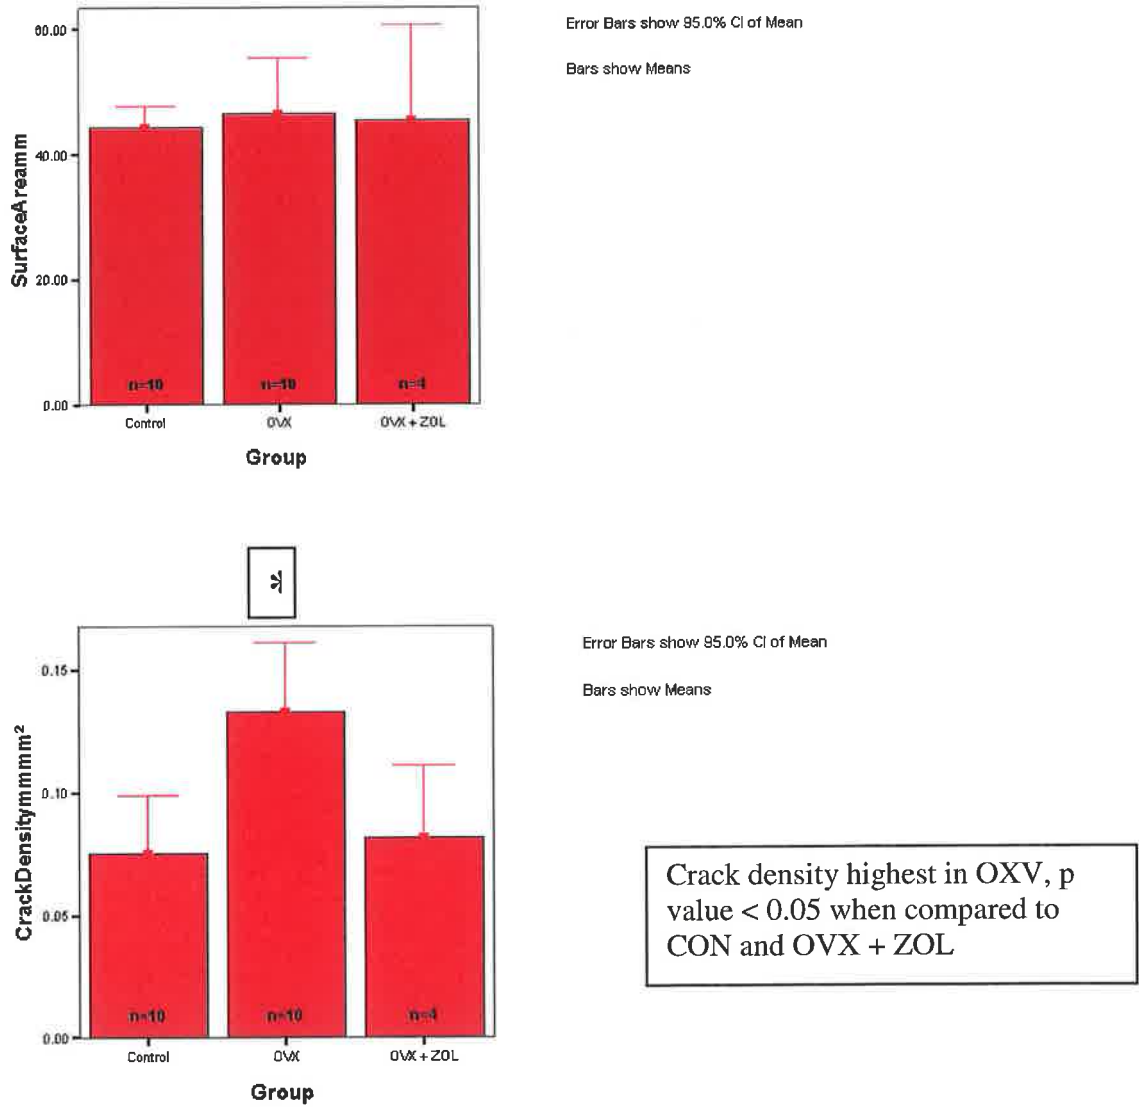 Error Bars show 95.0% CI of Mean
Bars show Means
60.00
40.00
20.00
0.00
SurfaceAreamm
n=10
n=10
n=4
Control
OVX
OVX + ZOL
Group
*
Error Bars show 95.0% CI of Mean
Bars show Means
0.15
0.10
0.05
0.00
CrackDensitymmmm²
n=10
n=10
n=4
Control
OVX
OVX + ZOL
Group
Crack density highest in OXV, p
value < 0.05 when compared to
CON and OVX + ZOL